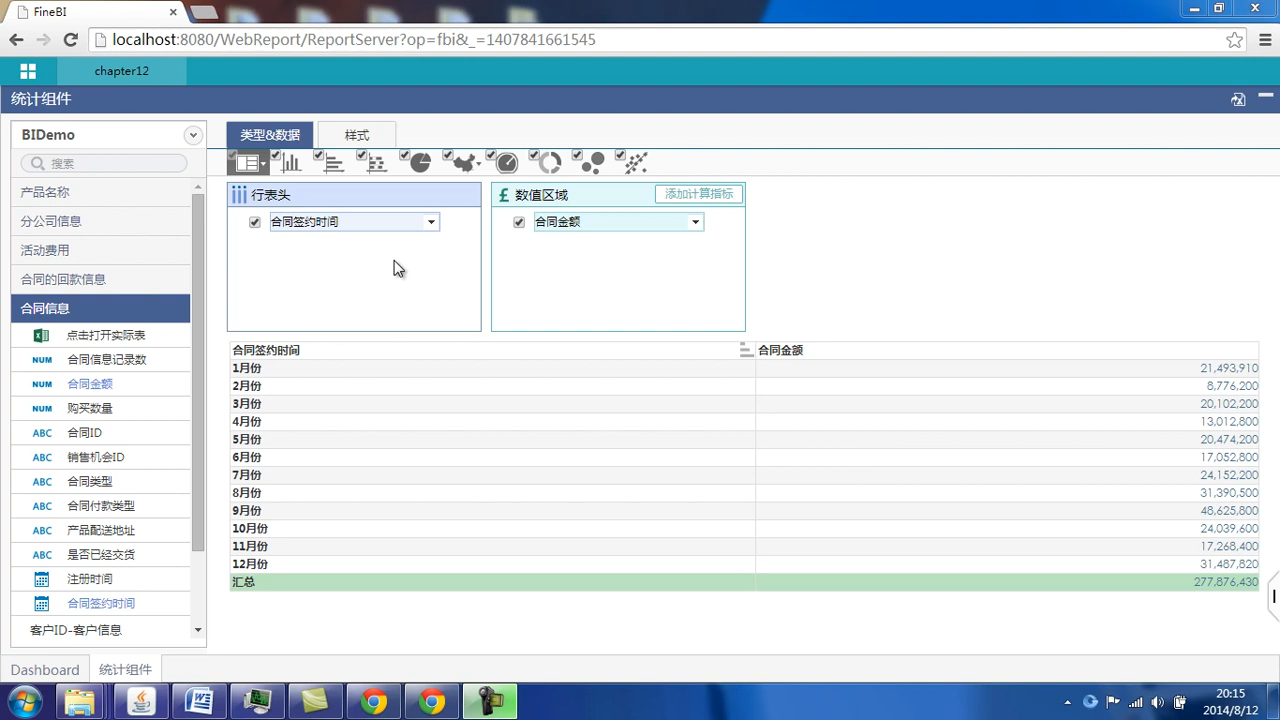 FineBI
localhost:8080/WebReport/ReportServer?op=fbi&_=1407841661545
chapter12
统计组件
BIDemo
搜索
产品名称
分公司信息
活动费用
合同的回款信息
合同信息
点击打开实际表
NUM 合同信息记录数
NUM 合同金额
NUM 购买数量
ABC 合同ID
ABC 销售机会ID
ABC 合同类型
ABC 合同付款类型
ABC 产品配送地址
ABC 是否已经交货
注册时间
合同签约时间
客户ID-客户信息
类型&数据 样式
行表头
合同签约时间
£ 数值区域 添加计算指标
合同金额
合同签约时间 合同金额
1月份 21,493,910
2月份 8,776,200
3月份 20,102,200
4月份 13,012,800
5月份 20,474,200
6月份 17,052,800
7月份 24,152,200
8月份 31,390,500
9月份 48,625,800
10月份 24,039,600
11月份 17,268,400
12月份 31,487,820
汇总 277,876,430
Dashboard 统计组件
20:15
2014/8/12